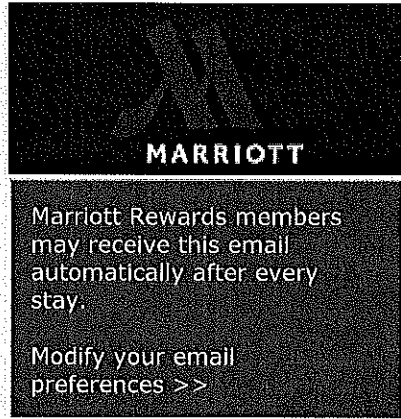 MARRIOTT
Marriott Rewards members
may receive this email
automatically after every
stay.
Modify your email
preferences >>